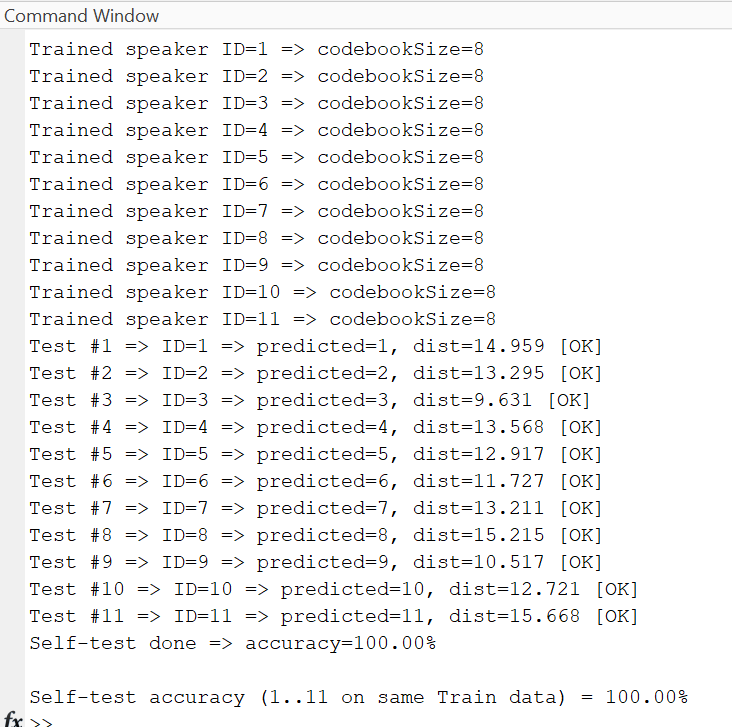 Command Window
Trained speaker ID=1 => codebookSize=8
Trained speaker ID=2 => codebookSize=8
Trained speaker ID=3 => codebookSize=8
Trained speaker ID=4 => codebookSize=8
Trained speaker ID=5 => codebookSize=8
Trained speaker ID=6 => codebookSize=8
Trained speaker ID=7 => codebookSize=8
Trained speaker ID=8 => codebookSize=8
Trained speaker ID=9 => codebookSize=8
Trained speaker ID=10 => codebookSize=8
Trained speaker ID=11 => codebookSize=8
Test #1 => ID=1 => predicted=1, dist=14.959 [OK]
Test #2 => ID=2 => predicted=2, dist=13.295 [OK]
Test #3 => ID=3 => predicted=3, dist=9.631 [OK]
Test #4 => ID=4 => predicted=4, dist=13.568 [OK]
Test #5 => ID=5 => predicted=5, dist=12.917 [OK]
Test #6 => ID=6 => predicted=6, dist=11.727 [OK]
Test #7 => ID=7 => predicted=7, dist=13.211 [OK]
Test #8 => ID=8 => predicted=8, dist=15.215 [OK]
Test #9 => ID=9 => predicted=9, dist=10.517 [OK]
Test #10 => ID=10 => predicted=10, dist=12.721 [OK]
Test #11 => ID=11 => predicted=11, dist=15.668 [OK]
Self-test done => accuracy=100.00%
Self-test accuracy (1..11 on same Train data) = 100.00%
fx >>